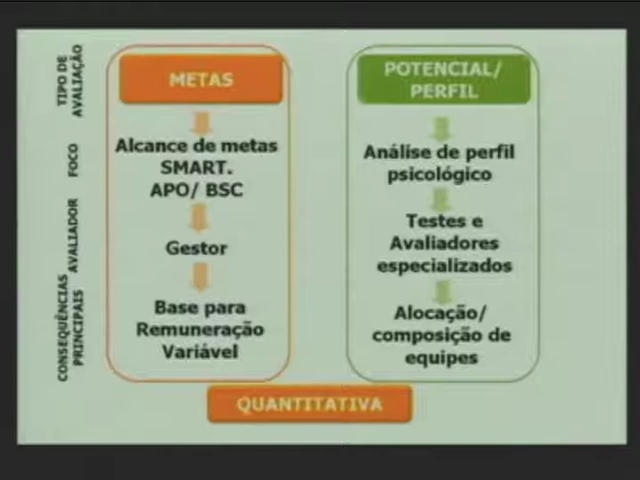 TIPO DE
AVALIAÇÃO
METAS
POTENCIAL/
PERFIL
FOCO
Alcance de metas
SMART.
APO/ BSC
Análise de perfil
psicológico
AVALIADOR
Gestor
Testes e
Avaliadores
especializados
CONSEQUÊNCIAS
PRINCIPAIS
Base para
Remuneração
Variável
Alocação/
composição de
equipes
QUANTITATIVA